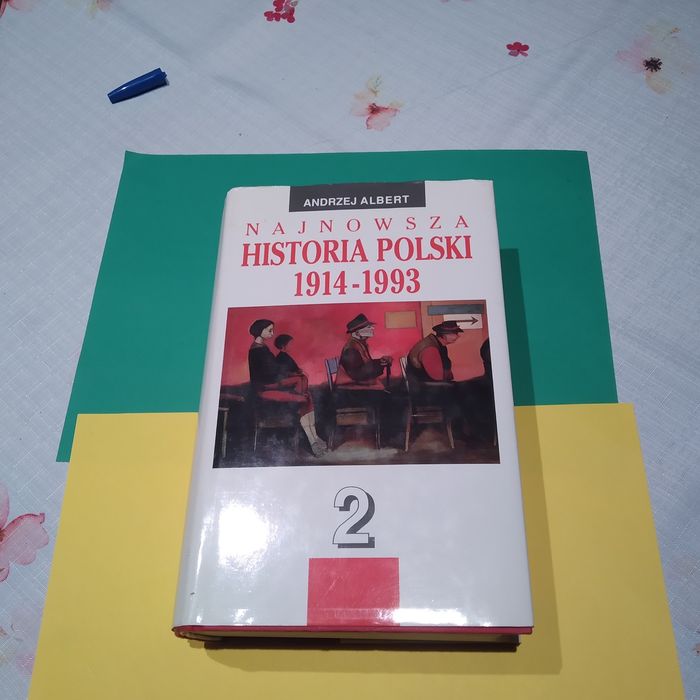 ANDRZEJ ALBERT
NAJNOWSZA
HISTORIA POLSKI
1914-1993
2